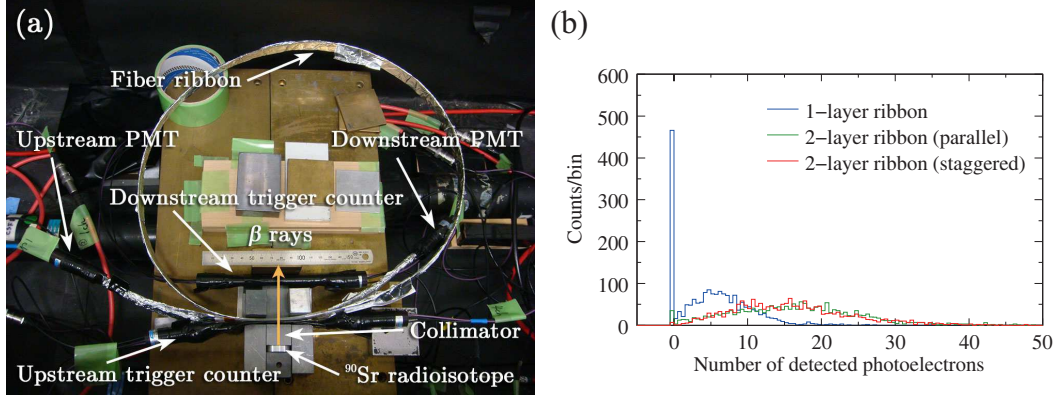 (a)
Fiber ribbon
Upstream PMT
Downstream PMT
Downstream trigger counter
β rays
Collimator
Upstream trigger counter
⁹⁰Sr radioisotope
(b)
600
500
400
300
200
100
0
Counts/bin
1−layer ribbon
2−layer ribbon (parallel)
2−layer ribbon (staggered)
0 10 20 30 40 50
Number of detected photoelectrons